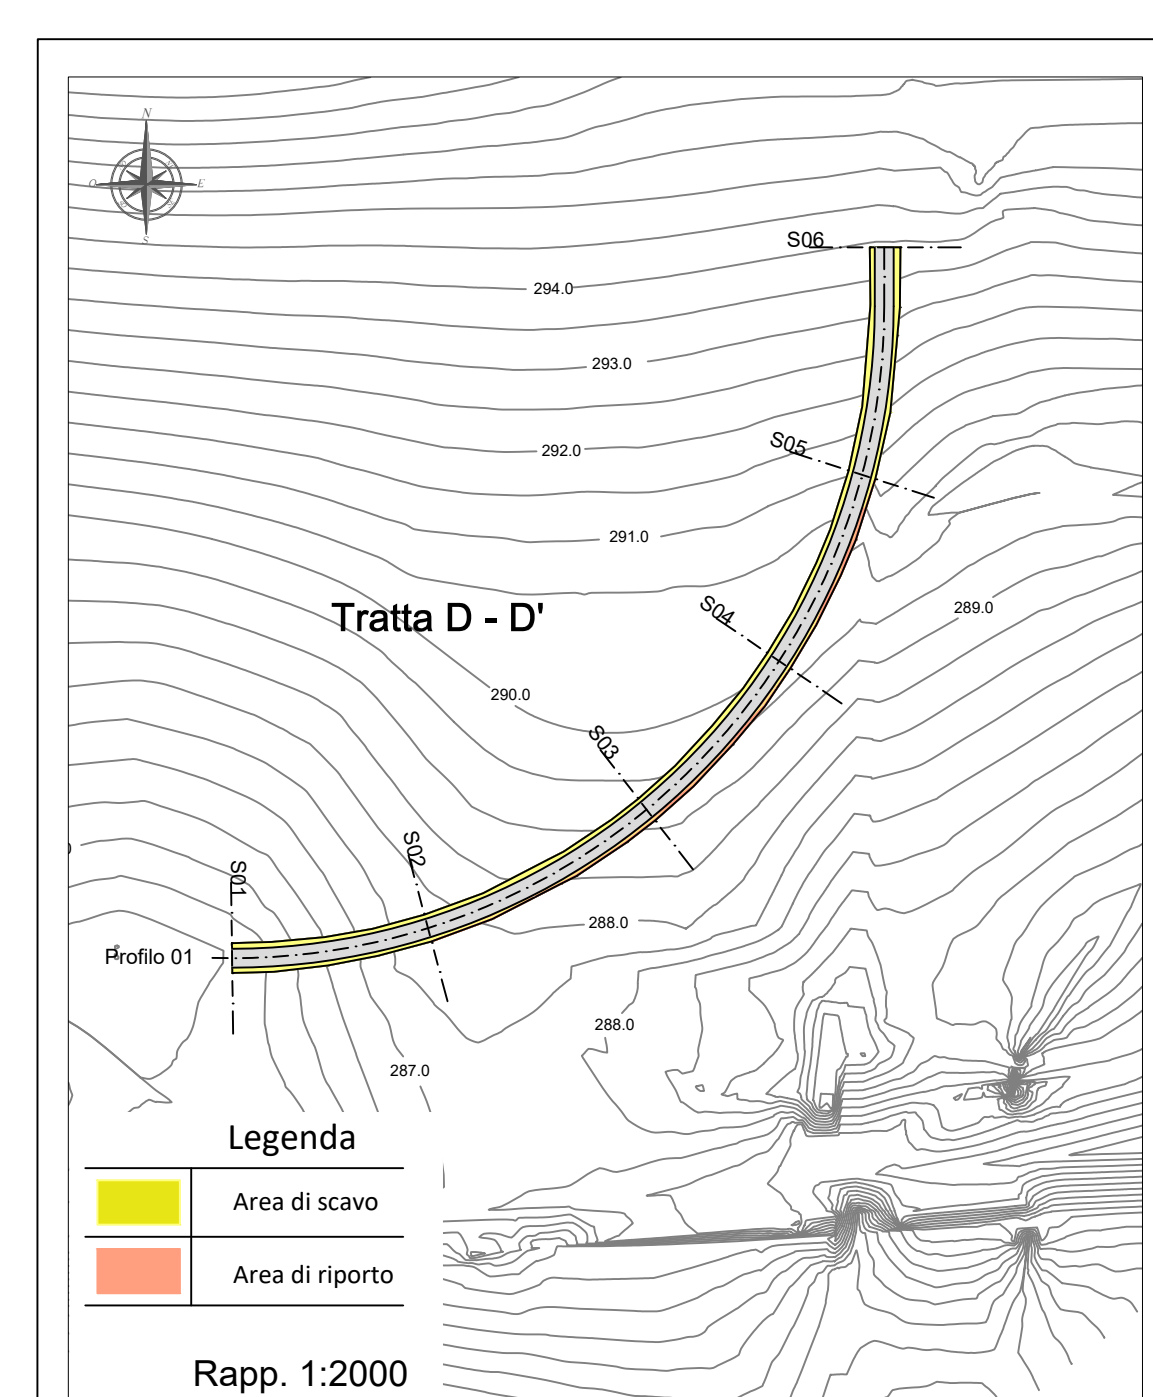 N
O
E
S
S06
294.0
293.0
S05
292.0
291.0
S04
289.0
Tratta D - D'
290.0
S03
S02
S01
288.0
Profilo 01
288.0
287.0
Legenda
Area di scavo
Area di riporto
Rapp. 1:2000